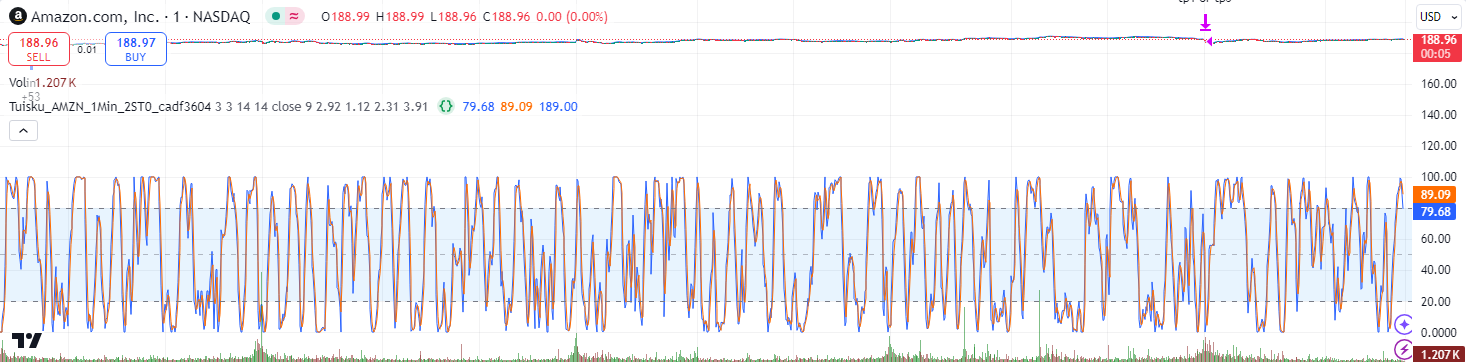 Amazon.com, Inc. · 1 · NASDAQ O188.99 H188.99 L188.96 C188.96 0.00 (0.00%)
USD
188.96 SELL
0.01
188.97 BUY
188.96
00:05
Vol 1.207 K
+53
160.00
Tuisku_AMZN_1Min_2ST0_cadf3604 3 3 14 14 close 9 2.92 1.12 2.31 3.91 79.68 89.09 189.00
140.00
120.00
100.00
89.09
79.68
60.00
40.00
20.00
0.0000
1.207 K